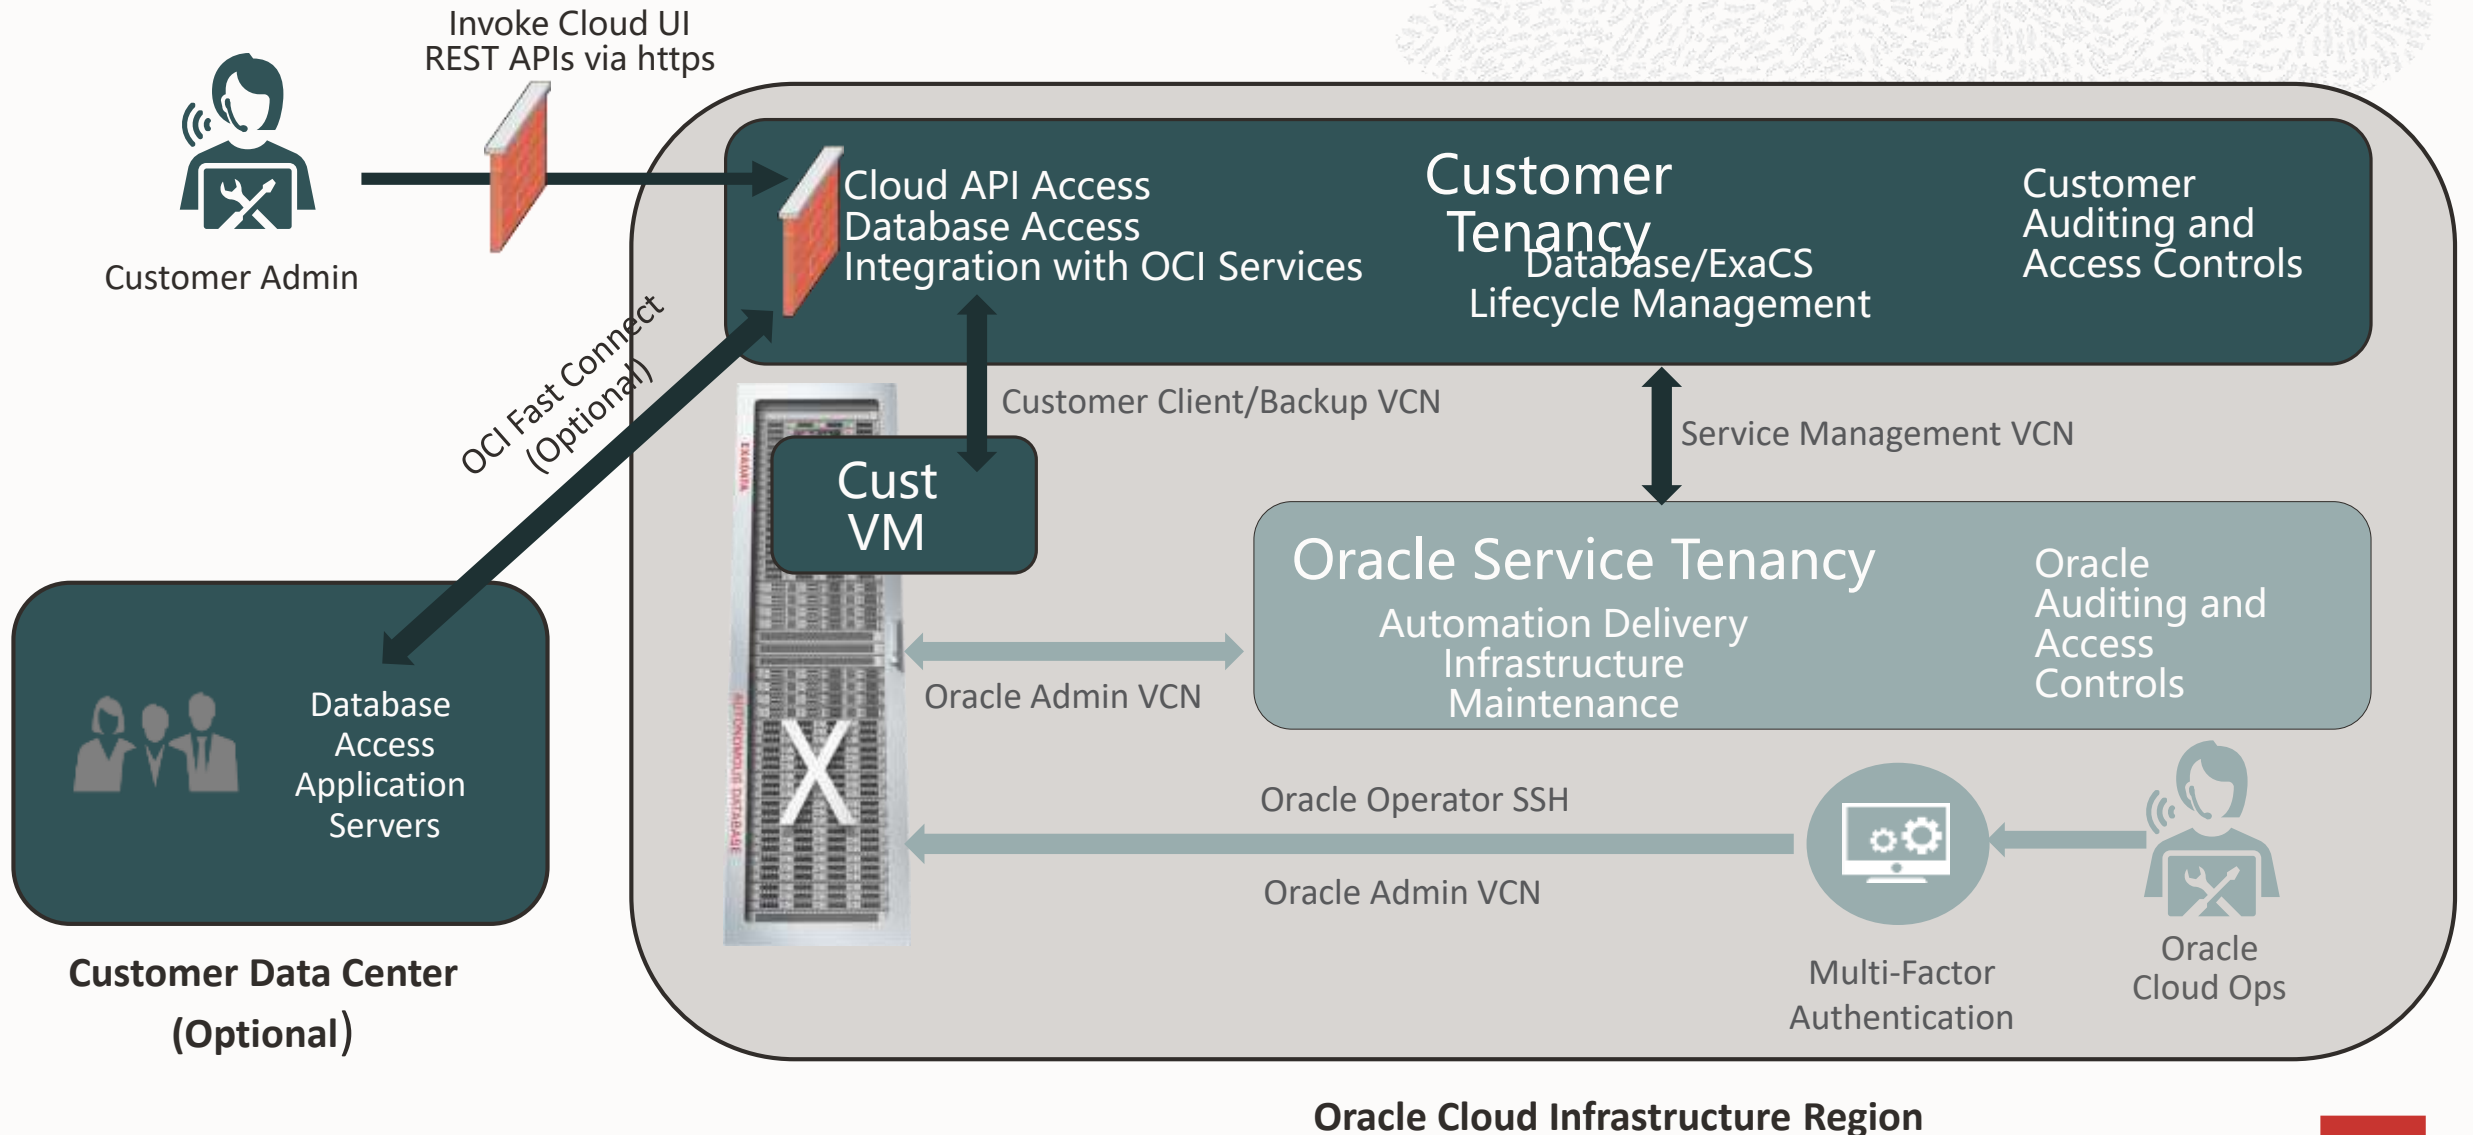 Invoke Cloud UI
REST APIs via https
Customer Admin
Cloud API Access
Database Access
Integration with OCI Services
Customer
Tenancy
Database/ExaCS
Lifecycle Management
Customer
Auditing and
Access Controls
OCI Fast Connect
(Optional)
Customer Client/Backup VCN
Service Management VCN
EXADATA
Cust
VM
Oracle Service Tenancy
Automation Delivery
Infrastructure
Maintenance
Oracle
Auditing and
Access
Controls
Oracle Admin VCN
Database
Access
Application
Servers
AUTONOMOUS DATABASE
X
Oracle Operator SSH
Oracle Admin VCN
Multi-Factor
Authentication
Oracle
Cloud Ops
Customer Data Center
(Optional)
Oracle Cloud Infrastructure Region